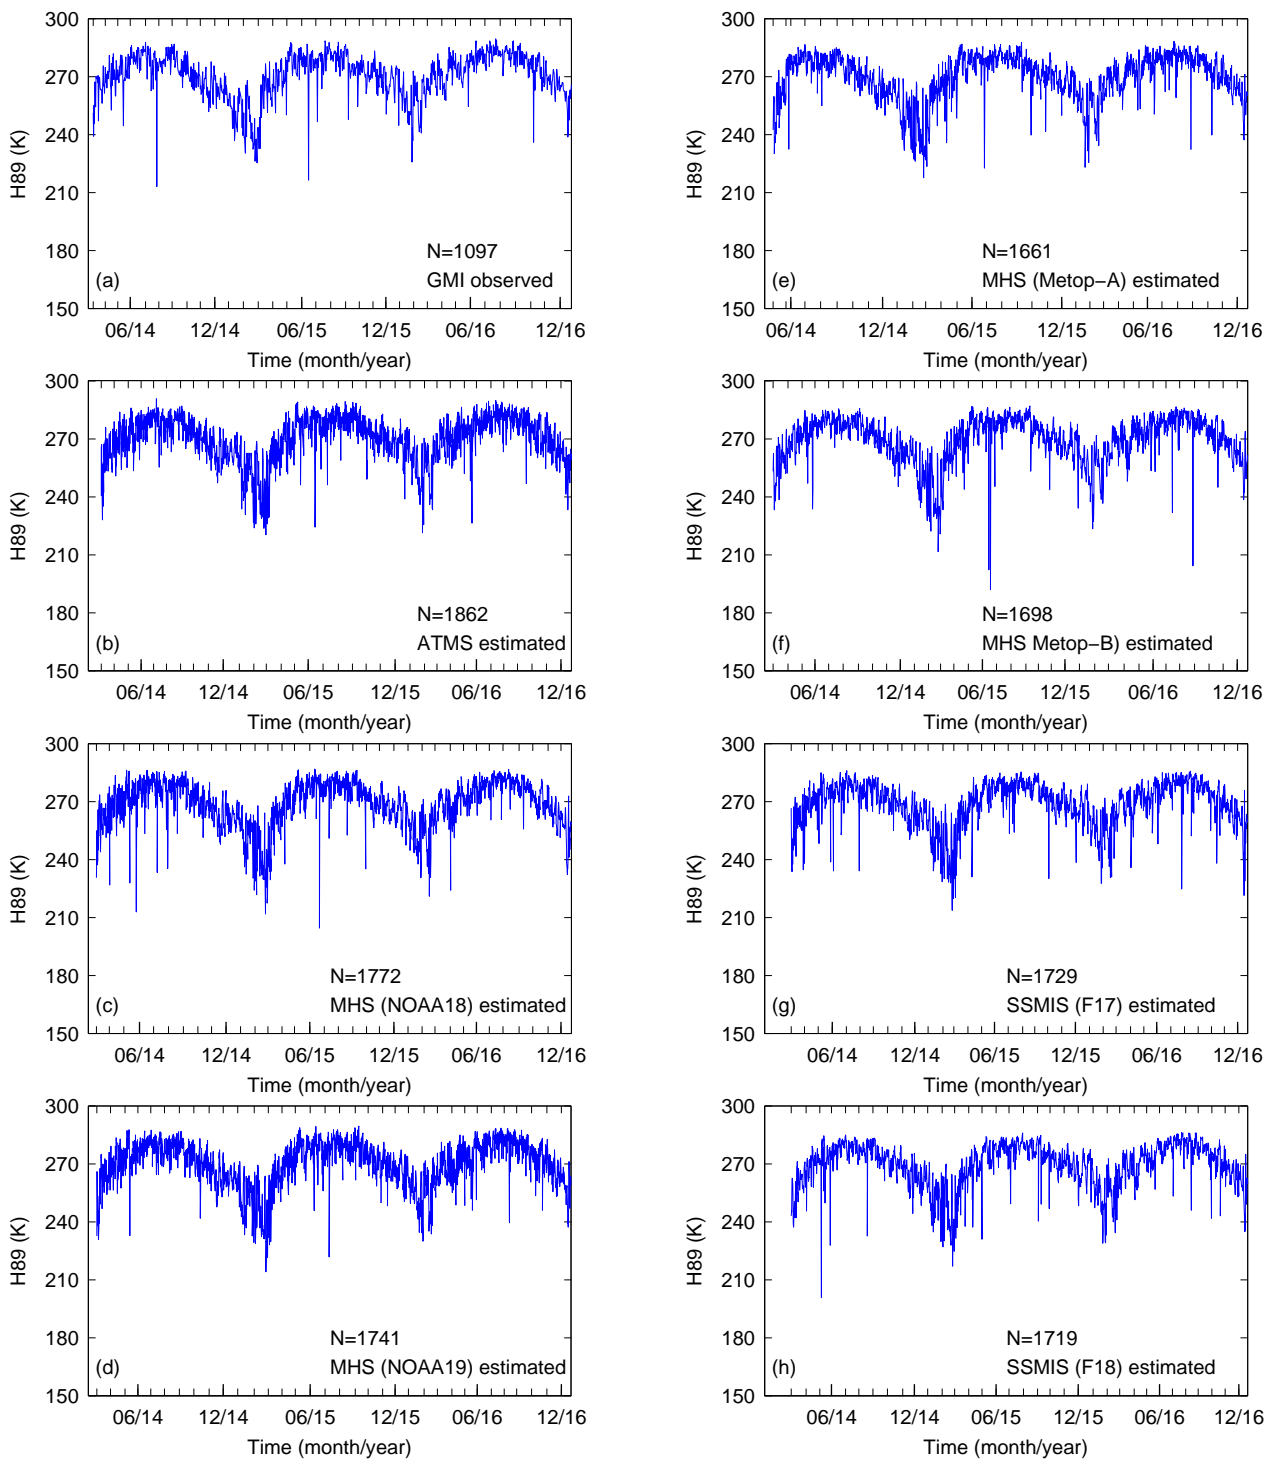 300
270
240
210
180
150
H89 (K)
N=1097
(a)
GMI observed
06/14 12/14 06/15 12/15 06/16 12/16
Time (month/year)
300
270
240
210
180
150
H89 (K)
N=1661
(e)
MHS (Metop−A) estimated
06/14 12/14 06/15 12/15 06/16 12/16
Time (month/year)
300
270
240
210
180
150
H89 (K)
N=1862
(b)
ATMS estimated
06/14 12/14 06/15 12/15 06/16 12/16
Time (month/year)
300
270
240
210
180
150
H89 (K)
N=1698
(f)
MHS Metop−B) estimated
06/14 12/14 06/15 12/15 06/16 12/16
Time (month/year)
300
270
240
210
180
150
H89 (K)
N=1772
(c)
MHS (NOAA18) estimated
06/14 12/14 06/15 12/15 06/16 12/16
Time (month/year)
300
270
240
210
180
150
H89 (K)
N=1729
(g)
SSMIS (F17) estimated
06/14 12/14 06/15 12/15 06/16 12/16
Time (month/year)
300
270
240
210
180
150
H89 (K)
N=1741
(d)
MHS (NOAA19) estimated
06/14 12/14 06/15 12/15 06/16 12/16
Time (month/year)
300
270
240
210
180
150
H89 (K)
N=1719
(h)
SSMIS (F18) estimated
06/14 12/14 06/15 12/15 06/16 12/16
Time (month/year)